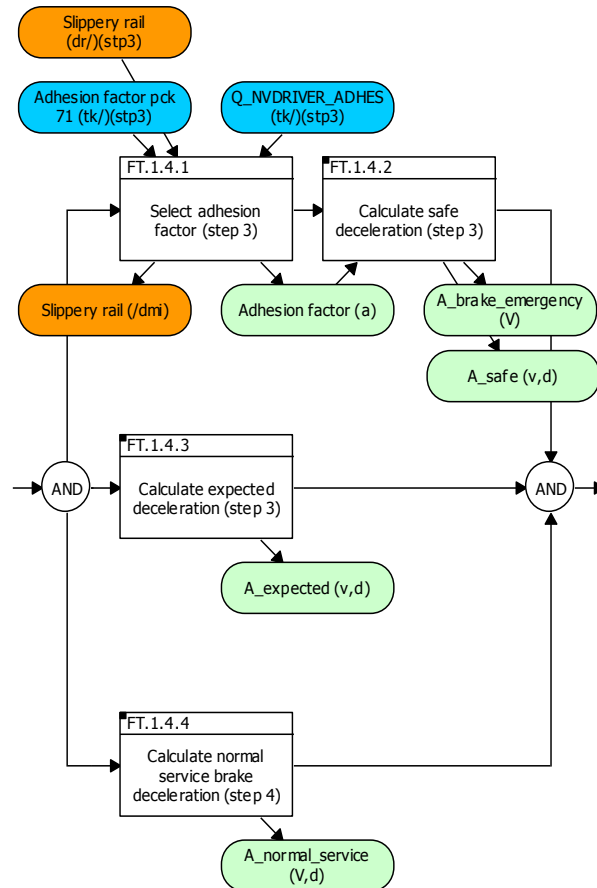 Slippery rail
(dr/)(stp3)
Adhesion factor pck
71 (tk/)(stp3)
Q_NVDRIVER_ADHES
(tk/)(stp3)
FT.1.4.1
Select adhesion
factor (step 3)
FT.1.4.2
Calculate safe
deceleration (step 3)
Slippery rail (/dmi)
Adhesion factor (a)
A_brake_emergency
(V)
A_safe (v,d)
FT.1.4.3
Calculate expected
deceleration (step 3)
AND
AND
A_expected (v,d)
FT.1.4.4
Calculate normal
service brake
deceleration (step 4)
A_normal_service
(V,d)